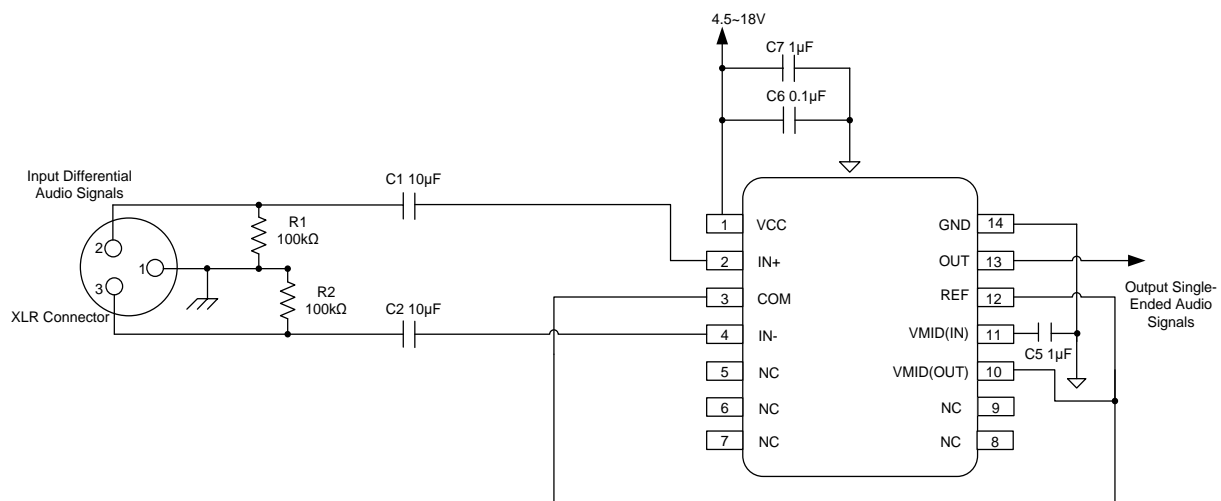 4.5~18V
C7 1µF
C6 0.1µF
Input Differential
Audio Signals
C1 10µF
R1
100kΩ
2
1
3
R2
100kΩ
XLR Connector
C2 10µF
1
VCC
2
IN+
3
COM
4
IN-
5
NC
6
NC
7
NC
GND
14
OUT
13
REF
12
VMID(IN)
11
C5 1µF
VMID(OUT)
10
NC
9
NC
8
Output Single-
Ended Audio
Signals